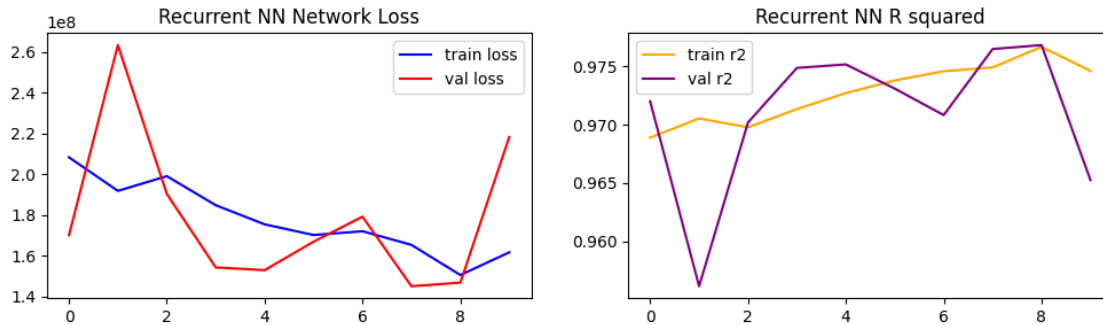 Recurrent NN Network Loss
1e8
train loss
val loss
2.6
2.4
2.2
2.0
1.8
1.6
1.4
0 2 4 6 8
Recurrent NN R squared
train r2
val r2
0.975
0.970
0.965
0.960
0 2 4 6 8